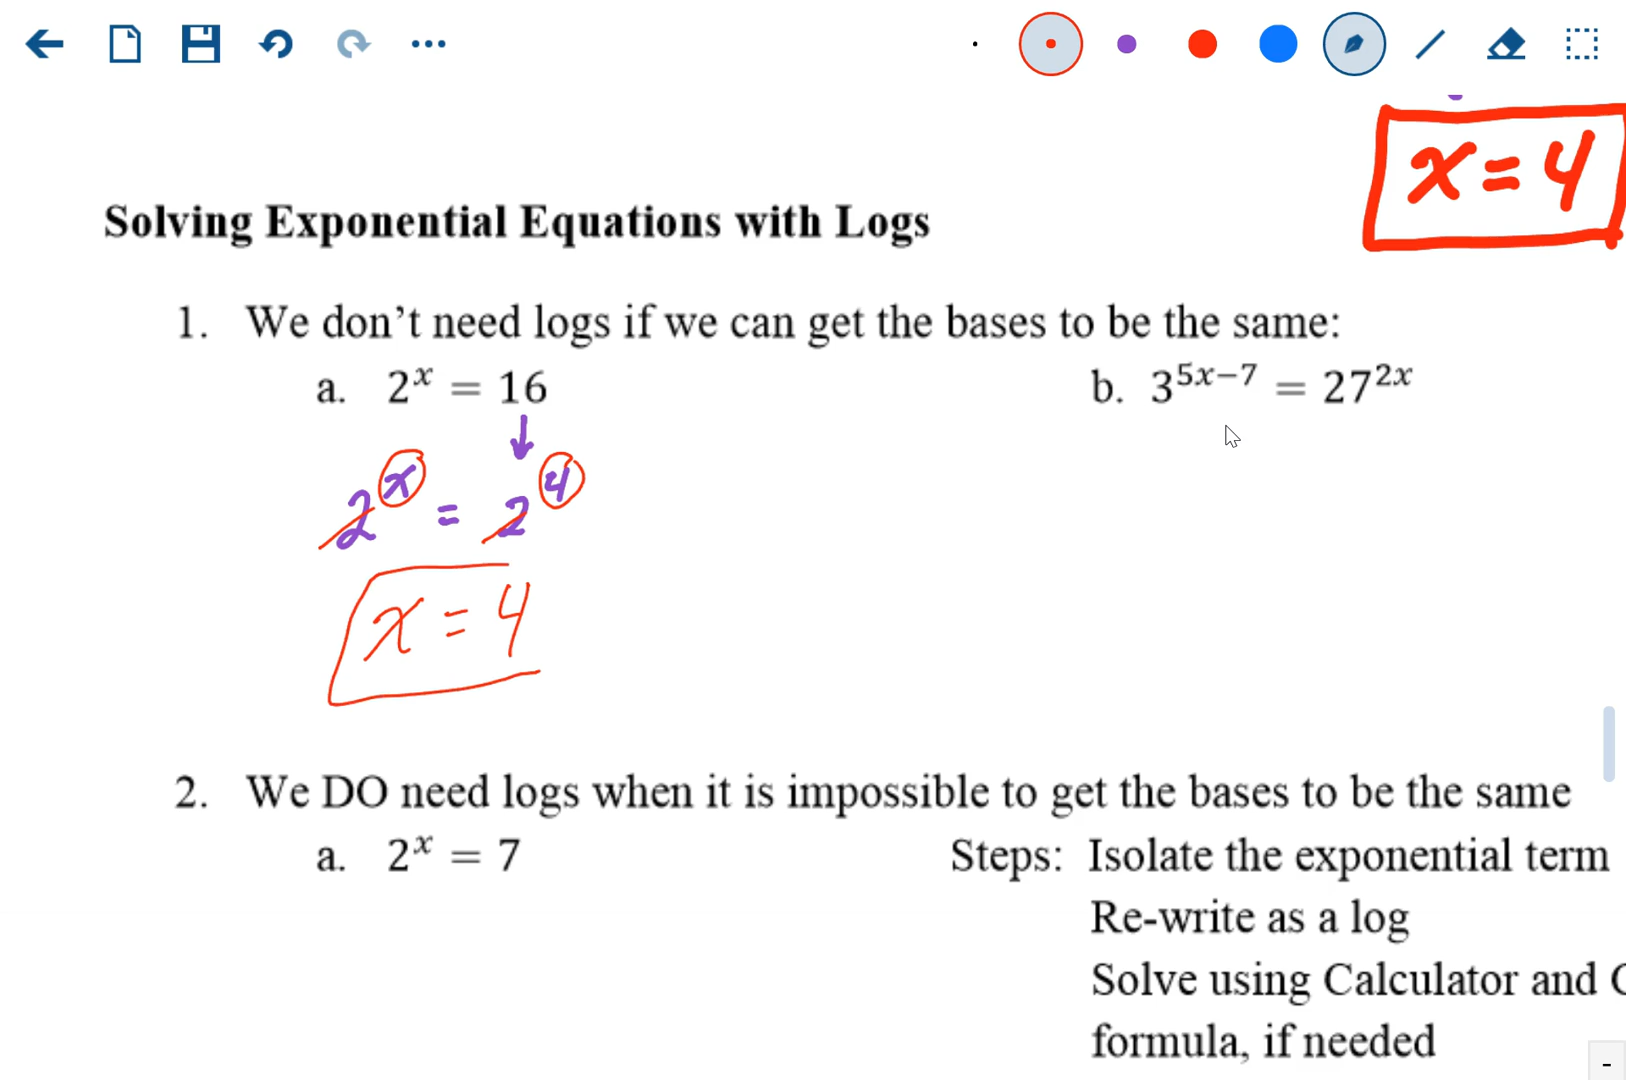 x = 4
Solving Exponential Equations with Logs
1. We don’t need logs if we can get the bases to be the same:
a. 2^x = 16
b. 3^{5x−7} = 27^{2x}
2^x = 2^4
x = 4
2. We DO need logs when it is impossible to get the bases to be the same
a. 2^x = 7
Steps: Isolate the exponential term
Re-write as a log
Solve using Calculator and
formula, if needed